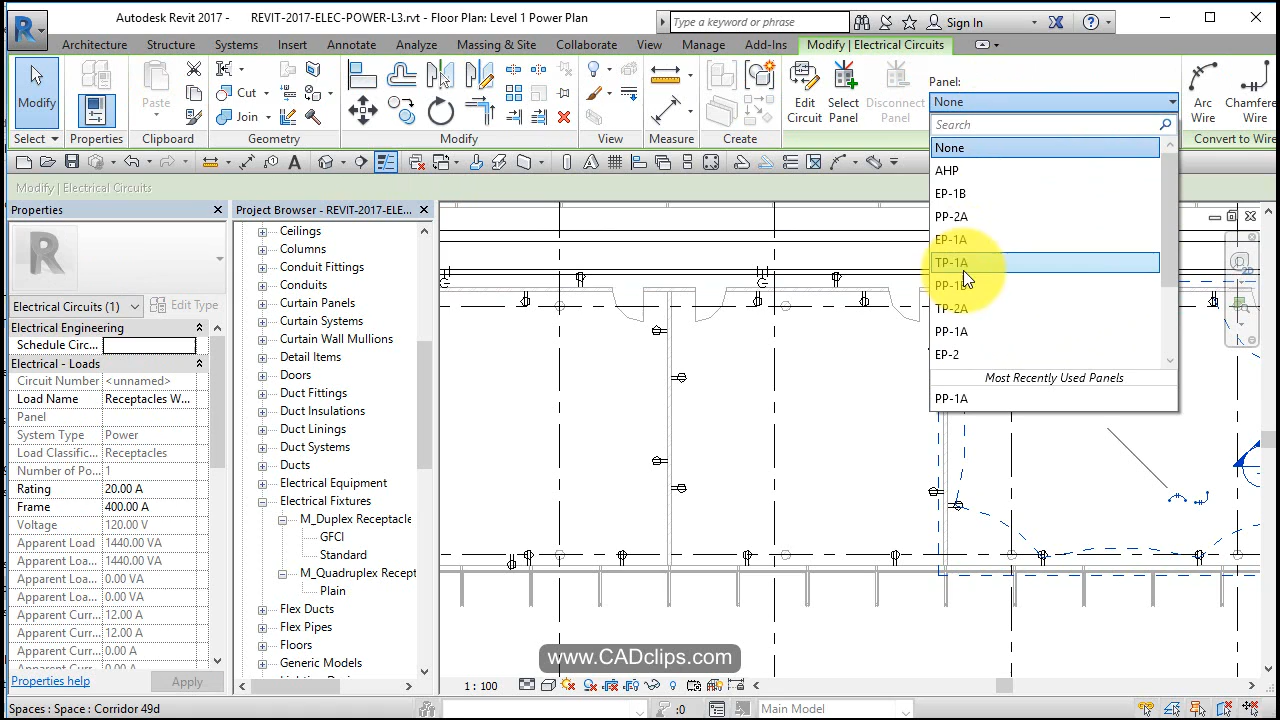 Autodesk Revit 2017 - REVIT-2017-ELEC-POWER-L3.rvt - Floor Plan: Level 1 Power Plan
Type a keyword or phrase
Sign In
Architecture Structure Systems Insert Annotate Analyze Massing & Site Collaborate View Manage Add-Ins Modify | Electrical Circuits
Modify
Properties
Paste
Cut
Join
Edit Circuit
Select Panel
Disconnect Panel
Panel:
None
Arc Wire
Chamfere
Wire
Select Properties Clipboard Geometry Modify View Measure Create Convert to Wire
Search
None
AHP
EP-1B
PP-2A
EP-1A
TP-1A
PP-1B
TP-2A
PP-1A
EP-2
Most Recently Used Panels
PP-1A
Modify | Electrical Circuits
Properties
Electrical Circuits (1)
Edit Type
Electrical Engineering
Schedule Circ...
Electrical - Loads
Circuit Number <unnamed>
Load Name Receptacles W...
Panel
System Type Power
Load Classific... Receptacles
Number of Po...
Rating 20.00 A
Frame 400.00 A
Voltage 120.00 V
Apparent Load 1440.00 VA
Apparent Loa... 1440.00 VA
Apparent Loa... 0.00 VA
Apparent Loa... 0.00 VA
Apparent Curr... 12.00 A
Apparent Curr... 12.00 A
Apparent Curr... 0.00 A
Properties help
Apply
Project Browser - REVIT-2017-ELE...
Ceilings
Columns
Conduit Fittings
Conduits
Curtain Panels
Curtain Systems
Curtain Wall Mullions
Detail Items
Doors
Duct Fittings
Duct Insulations
Duct Linings
Duct Systems
Ducts
Electrical Equipment
Electrical Fixtures
M_Duplex Receptacle
GFCI
Standard
M_Quadruplex Recept
Plain
Flex Ducts
Flex Pipes
Floors
Generic Models
2D
www.CADclips.com
1 : 100
Spaces : Space : Corridor 49d
:0
Main Model